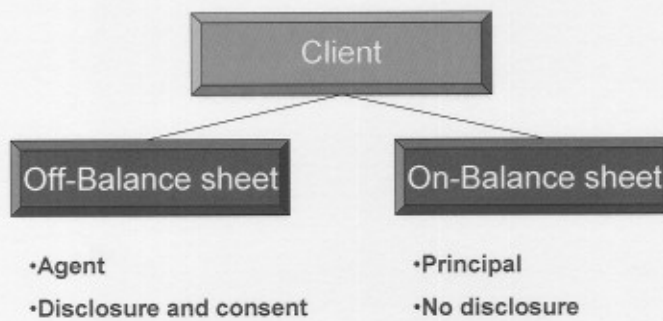 Client
Off-Balance sheet
On-Balance sheet
•Agent
•Disclosure and consent
•Principal
•No disclosure